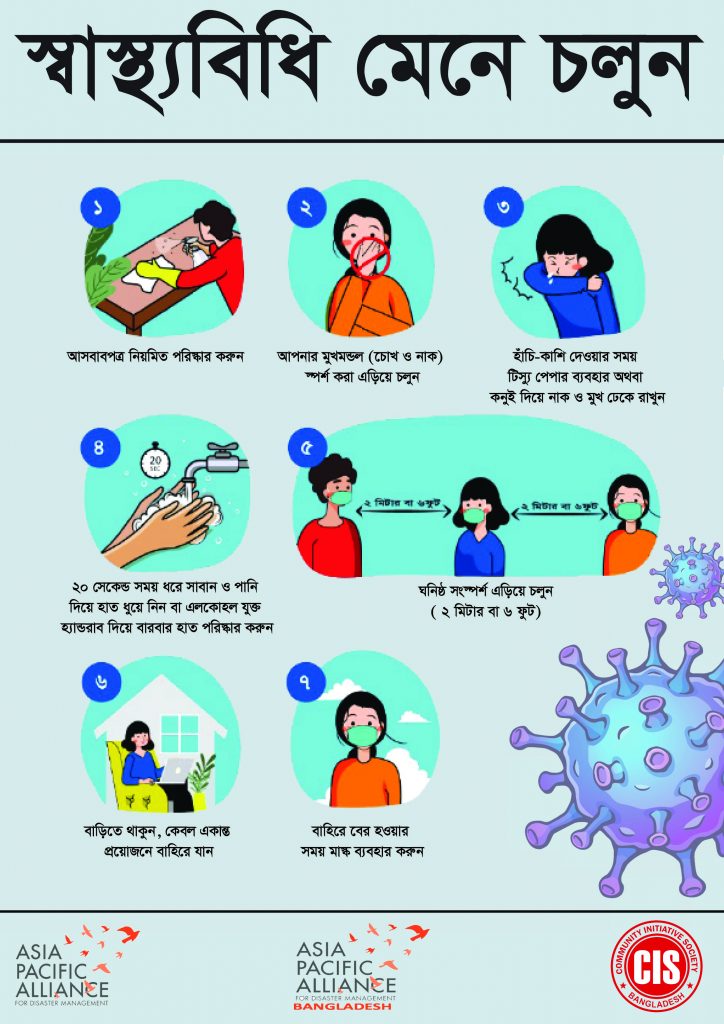 স্বাস্থ্যবিধি মেনে চলুন
১
আসবাবপত্র নিয়মিত পরিস্কার করুন
২
আপনার মুখমন্ডল (চোখ ও নাক)
স্পর্শ করা এড়িয়ে চলুন
৩
হাঁচি-কাশি দেওয়ার সময়
টিস্যু পেপার ব্যবহার অথবা
কনুই দিয়ে নাক ও মুখ ঢেকে রাখুন
৪
20
SEC
২০ সেকেন্ড সময় ধরে সাবান ও পানি
দিয়ে হাত ধুয়ে নিন বা এলকোহল যুক্ত
হ্যান্ডরাব দিয়ে বারবার হাত পরিস্কার করুন
৫
২ মিটার বা ৬ফুট
২ মিটার বা ৬ফুট
ঘনিষ্ঠ সংস্পর্শ এড়িয়ে চলুন
( ২ মিটার বা ৬ ফুট)
৬
বাড়িতে থাকুন, কেবল একান্ত
প্রয়োজনে বাহিরে যান
৭
বাহিরে বের হওয়ার
সময় মাস্ক ব্যবহার করুন
ASIA
PACIFIC
ALLIANCE
FOR DISASTER MANAGEMENT
ASIA
PACIFIC
ALLIANCE
FOR DISASTER MANAGEMENT
BANGLADESH
COMMUNITY INITIATIVE SOCIETY
CIS
BANGLADESH